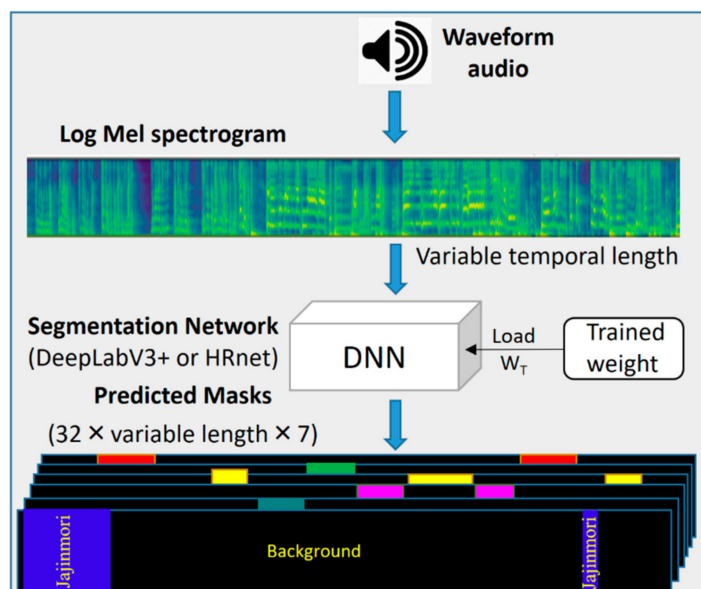 Waveform
audio
Log Mel spectrogram
Variable temporal length
Segmentation Network
(DeepLabV3+ or HRnet)
DNN
Load
W_T
Trained
weight
Predicted Masks
(32 × variable length × 7)
Jajinmori
Background
Jajinmori